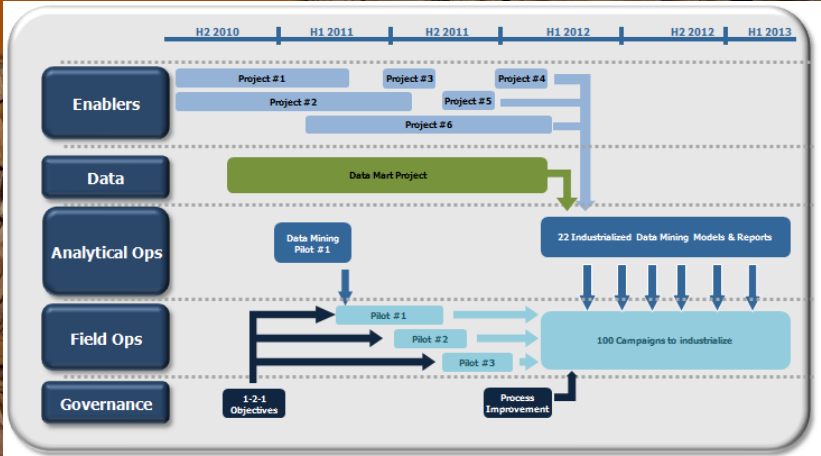 H2 2010 H1 2011 H2 2011 H1 2012 H2 2012 H1 2013
Enablers
Project #1 Project #3 Project #4
Project #2 Project #5
Project #6
Data
Data Mart Project
Analytical Ops
Data Mining
Pilot #1
22 Industrialized Data Mining Models & Reports
Field Ops
Pilot #1
Pilot #2
Pilot #3
100 Campaigns to industrialize
Governance
1-2-1
Objectives
Process
Improvement